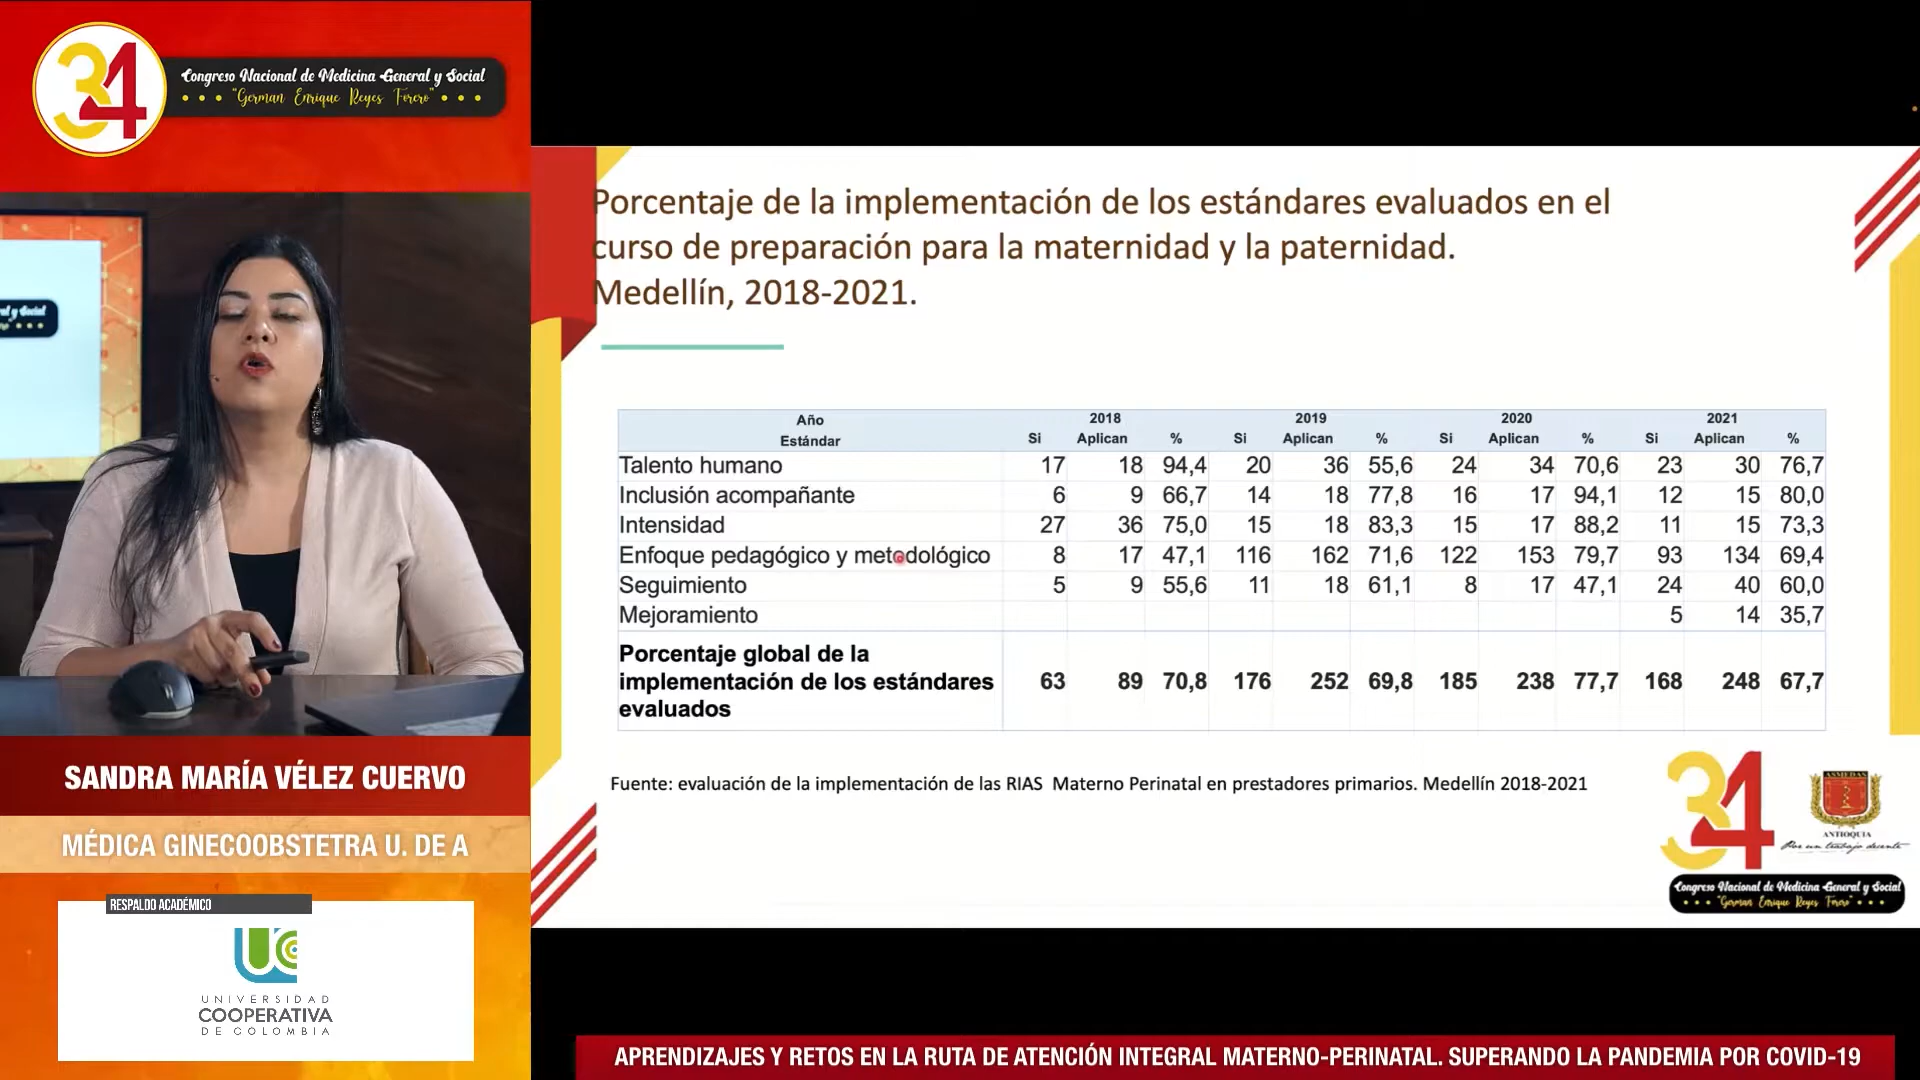 34
Congreso Nacional de Medicina General y Social
"German Enrique Reyes Forero"
al y Social
SANDRA MARÍA VÉLEZ CUERVO
MÉDICA GINECOOBSTETRA U. DE A
RESPALDO ACADÉMICO
UNIVERSIDAD
COOPERATIVA
DE COLOMBIA
Porcentaje de la implementación de los estándares evaluados en el
curso de preparación para la maternidad y la paternidad.
Medellín, 2018-2021.
Año 2018 2019 2020 2021
Estándar Si Aplican % Si Aplican % Si Aplican % Si Aplican %
Talento humano 17 18 94,4 20 36 55,6 24 34 70,6 23 30 76,7
Inclusión acompañante 6 9 66,7 14 18 77,8 16 17 94,1 12 15 80,0
Intensidad 27 36 75,0 15 18 83,3 15 17 88,2 11 15 73,3
Enfoque pedagógico y metodológico 8 17 47,1 116 162 71,6 122 153 79,7 93 134 69,4
Seguimiento 5 9 55,6 11 18 61,1 8 17 47,1 24 40 60,0
Mejoramiento 5 14 35,7
Porcentaje global de la
implementación de los estándares 63 89 70,8 176 252 69,8 185 238 77,7 168 248 67,7
evaluados
Fuente: evaluación de la implementación de las RIAS Materno Perinatal en prestadores primarios. Medellín 2018-2021
34
ASMEDAS
ANTIOQUIA
Por un trabajo decente
Congreso Nacional de Medicina General y Social
"German Enrique Reyes Forero"
APRENDIZAJES Y RETOS EN LA RUTA DE ATENCIÓN INTEGRAL MATERNO-PERINATAL. SUPERANDO LA PANDEMIA POR COVID-19